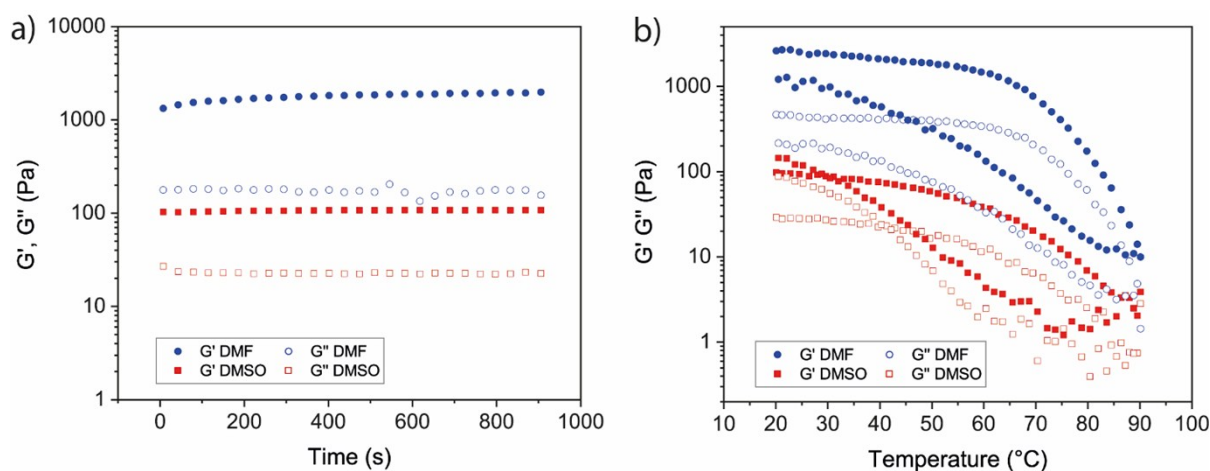 a)
10000
1000
100
10
1
G', G'' (Pa)
G' DMF G'' DMF
G' DMSO G'' DMSO
0 200 400 600 800 1000
Time (s)
b)
1000
100
10
1
G' G'' (Pa)
G' DMF G'' DMF
G' DMSO G'' DMSO
10 20 30 40 50 60 70 80 90 100
Temperature (°C)